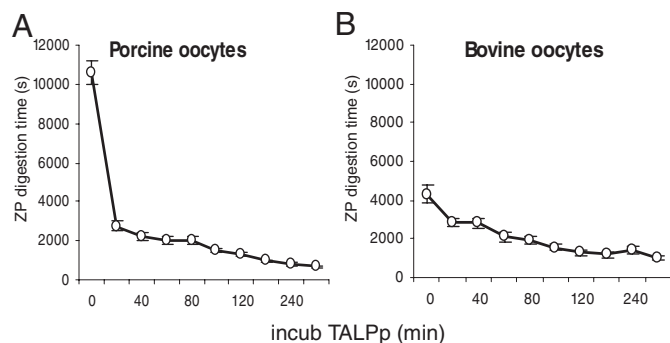 A
Porcine oocytes
ZP digestion time (s)
12000
10000
8000
6000
4000
2000
0
0 40 80 120 240
B
Bovine oocytes
ZP digestion time (s)
12000
10000
8000
6000
4000
2000
0
0 40 80 120 240
incub TALPp (min)